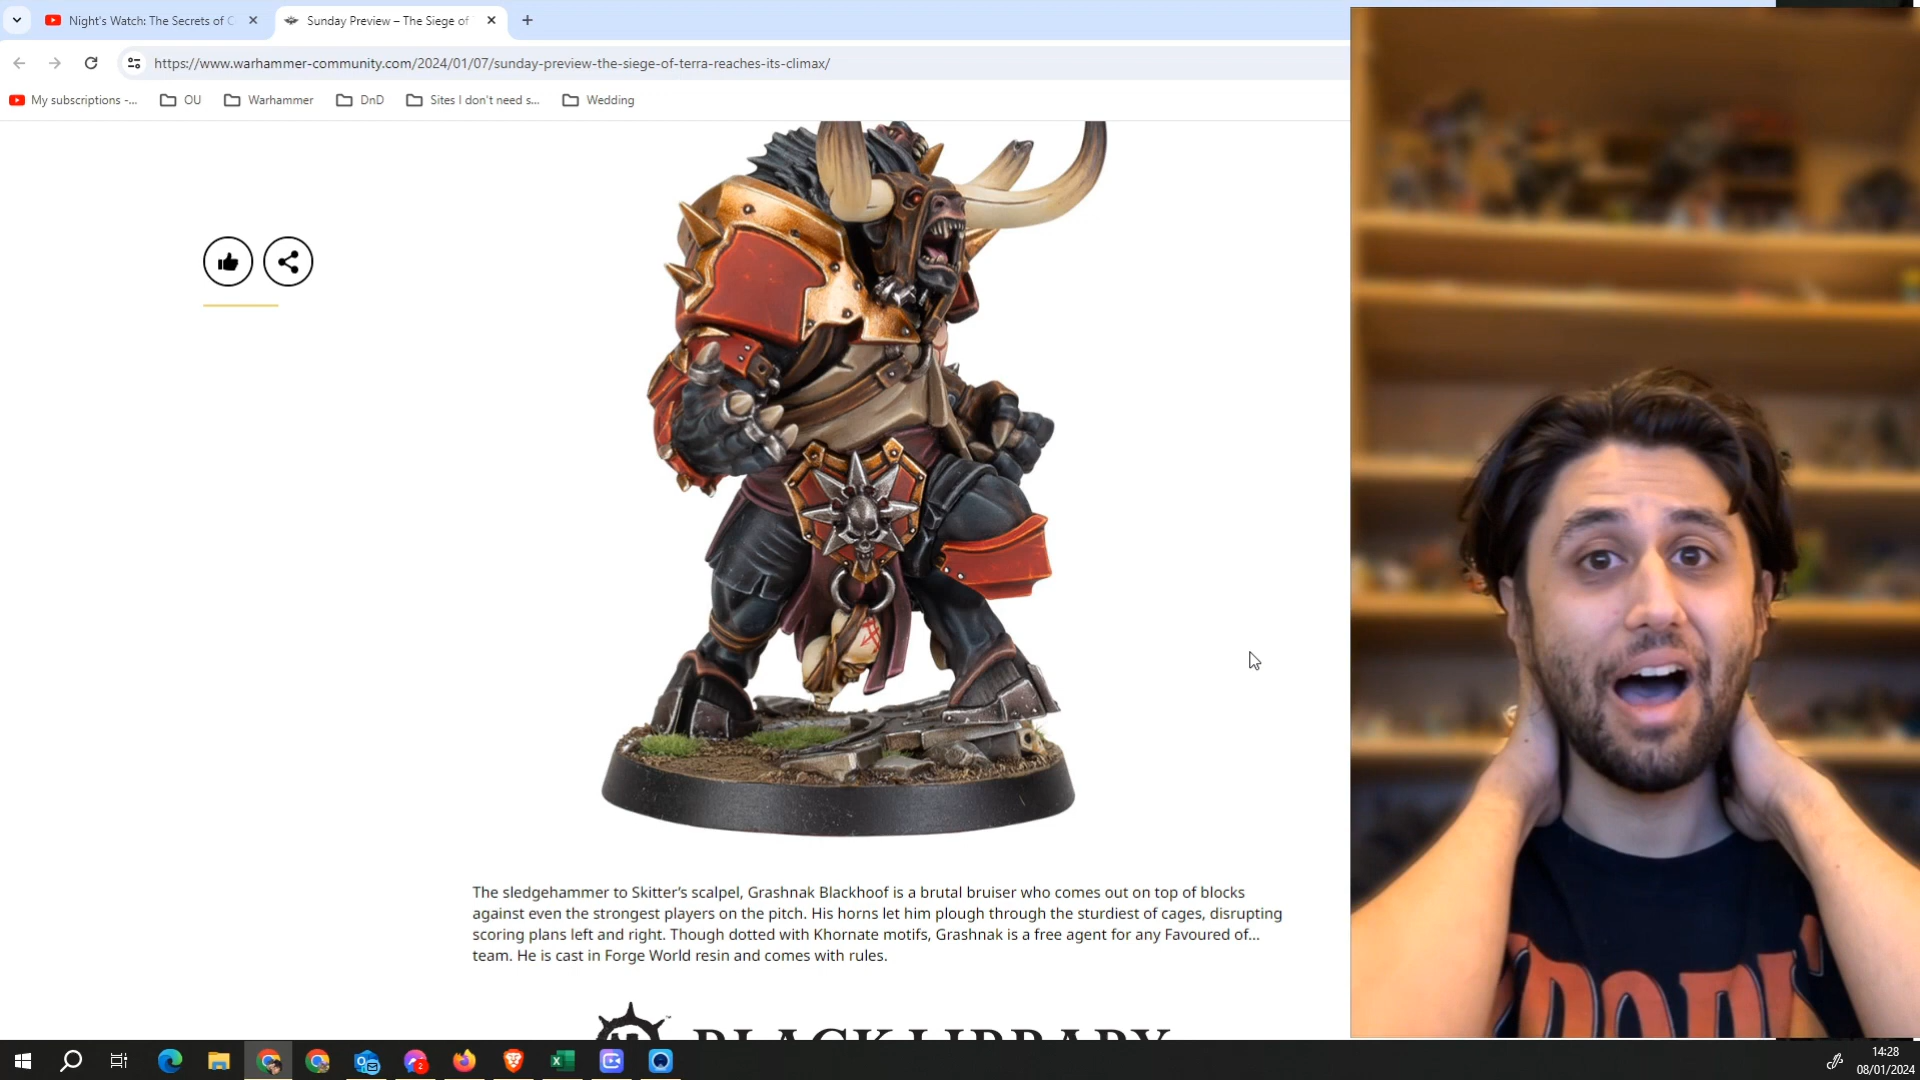 Night's Watch: The Secrets of C
Sunday Preview – The Siege of
https://www.warhammer-community.com/2024/01/07/sunday-preview-the-siege-of-terra-reaches-its-climax/
My subscriptions -...
OU
Warhammer
DnD
Sites I don't need s...
Wedding
The sledgehammer to Skitter's scalpel, Grashnak Blackhoof is a brutal bruiser who comes out on top of blocks
against even the strongest players on the pitch. His horns let him plough through the sturdiest of cages, disrupting
scoring plans left and right. Though dotted with Khornate motifs, Grashnak is a free agent for any Favoured of...
team. He is cast in Forge World resin and comes with rules.
BLACK LIBRARY
14:28
08/01/2024